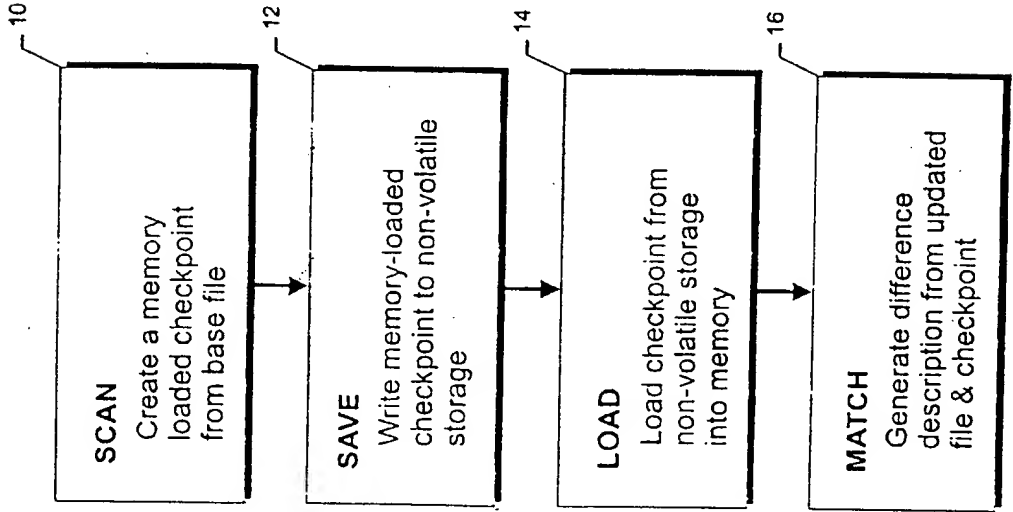 10
SCAN
Create a memory
loaded checkpoint
from base file
12
SAVE
Write memory-loaded
checkpoint to non-volatile
storage
14
LOAD
Load checkpoint from
non-volatile storage
into memory
16
MATCH
Generate difference
description from updated
file & checkpoint